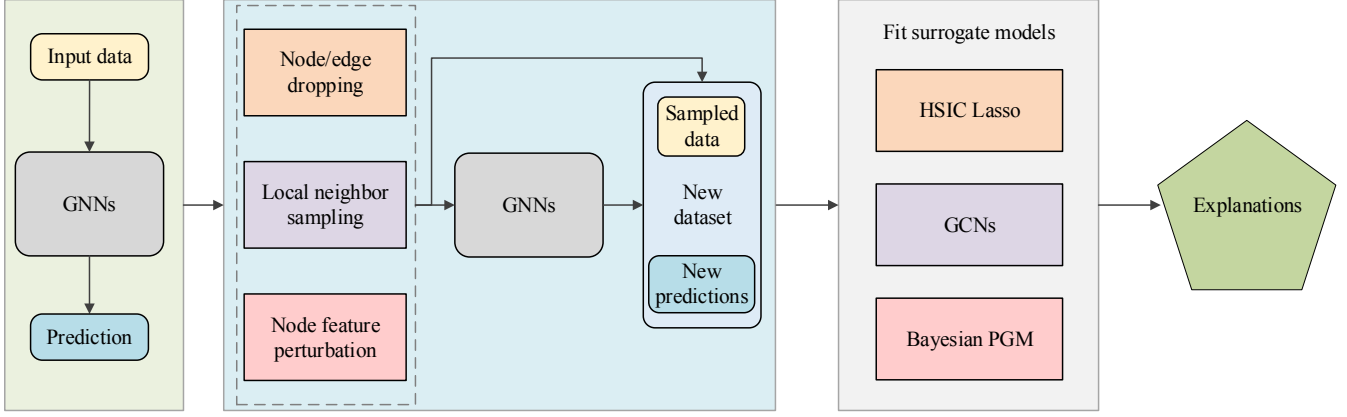 Input data
GNNs
Prediction
Node/edge
dropping
Local neighbor
sampling
Node feature
perturbation
GNNs
Sampled
data
New
dataset
New
predictions
Fit surrogate models
HSIC Lasso
GCNs
Bayesian PGM
Explanations